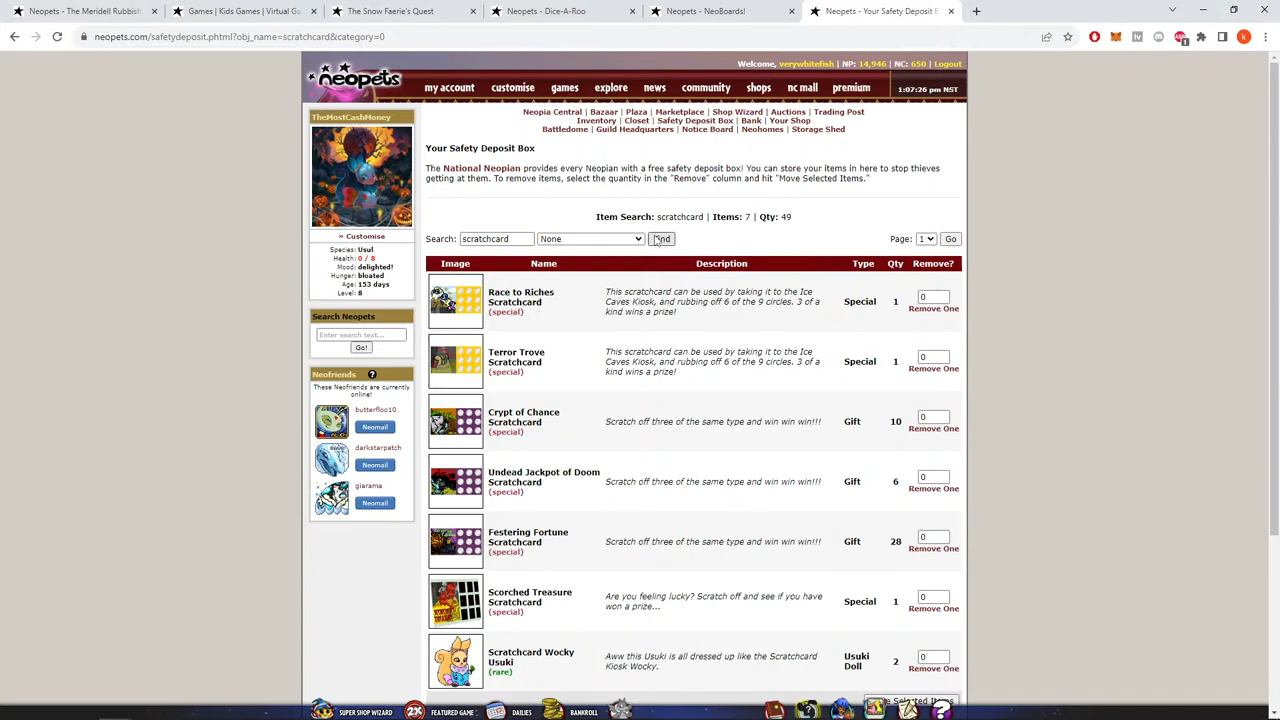 Neopets - The Meridell Rubbish
Games | Kids Games | Virtual Ga
The Snow Faerie's Quest
Neopets - Dice-A-Roo
Neopets - NeoBoards!
Neopets - Your Safety Deposit B
neopets.com/safetydeposit.phtml?obj_name=scratchcard&category=0
Welcome, verywhitefish | NP: 14,946 | NC: 650 | Logout
neopets
my account customise games explore news community shops nc mall premium
1:07:26 pm NST
Neopia Central | Bazaar | Plaza | Marketplace | Shop Wizard | Auctions | Trading Post
Inventory | Closet | Safety Deposit Box | Bank | Your Shop
Battledome | Guild Headquarters | Notice Board | Neohomes | Storage Shed
TheMostCashMoney
» Customise
Species: Usul
Health: 0 / 8
Mood: delighted!
Hunger: bloated
Age: 153 days
Level: 8
Search Neopets
Enter search text...
Go!
Neofriends ?
These Neofriends are currently
online!
butterfloo10
Neomail
darkstarpatch
Neomail
giarama
Neomail
Your Safety Deposit Box
The National Neopian provides every Neopian with a free safety deposit box! You can store your items in here to stop thieves
getting at them. To remove items, select the quantity in the "Remove" column and hit "Move Selected Items."
Item Search: scratchcard | Items: 7 | Qty: 49
Search: scratchcard None Find Page: 1 Go
Image Name Description Type Qty Remove?
Race to Riches
Scratchcard
(special)
This scratchcard can be used by taking it to the Ice
Caves Kiosk, and rubbing off 6 of the 9 circles. 3 of a
kind wins a prize!
Special 1 0
Remove One
Terror Trove
Scratchcard
(special)
This scratchcard can be used by taking it to the Ice
Caves Kiosk, and rubbing off 6 of the 9 circles. 3 of a
kind wins a prize!
Special 1 0
Remove One
Crypt of Chance
Scratchcard
(special)
Scratch off three of the same type and win win win!!!
Gift 10 0
Remove One
Undead Jackpot of Doom
Scratchcard
(special)
Scratch off three of the same type and win win win!!!
Gift 6 0
Remove One
Festering Fortune
Scratchcard
(special)
Scratch off three of the same type and win win win!!!
Gift 28 0
Remove One
Scorched Treasure
Scratchcard
(special)
Are you feeling lucky? Scratch off and see if you have
won a prize...
Special 1 0
Remove One
Scratchcard Wocky
Usuki
(rare)
Aww this Usuki is all dressed up like the Scratchcard
Kiosk Wocky.
Usuki
Doll
2 0
Remove One
Selected Items
SUPER SHOP WIZARD 2X FEATURED GAME DAILIES BANKROLL